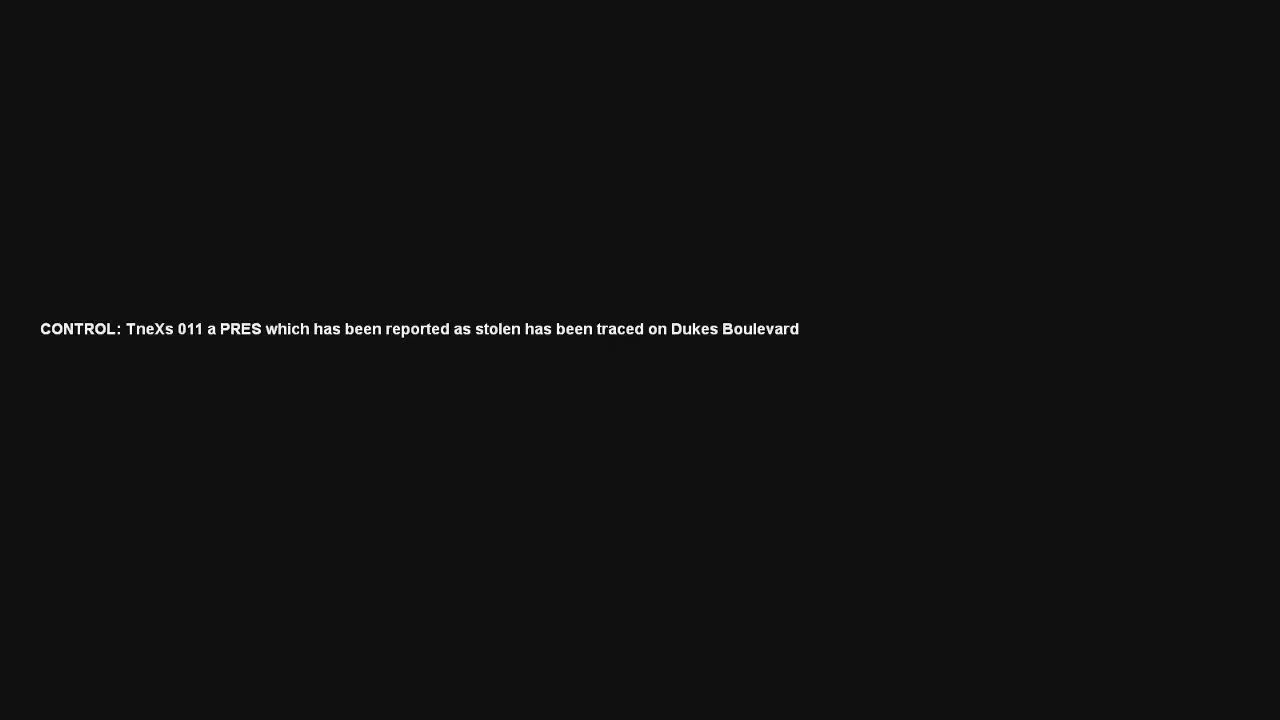 CONTROL: TneXs 011 a PRES which has been reported as stolen has been traced on Dukes Boulevard